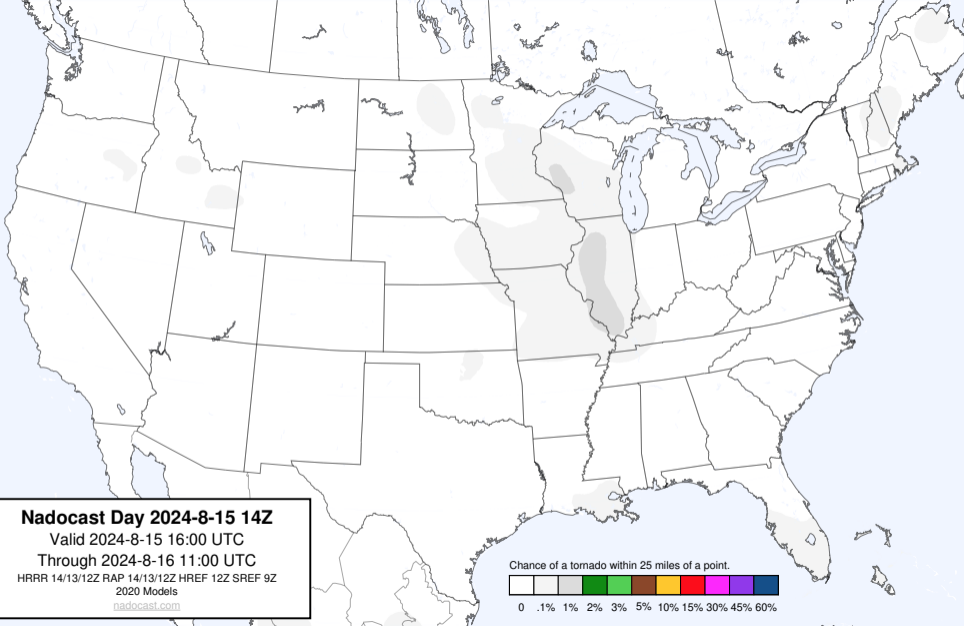 Nadocast Day 2024-8-15 14Z
Valid 2024-8-15 16:00 UTC
Through 2024-8-16 11:00 UTC
HRRR 14/13/12Z RAP 14/13/12Z HREF 12Z SREF 9Z
2020 Models
nadocast.com
Chance of a tornado within 25 miles of a point.
0 .1% 1% 2% 3% 5% 10% 15% 30% 45% 60%